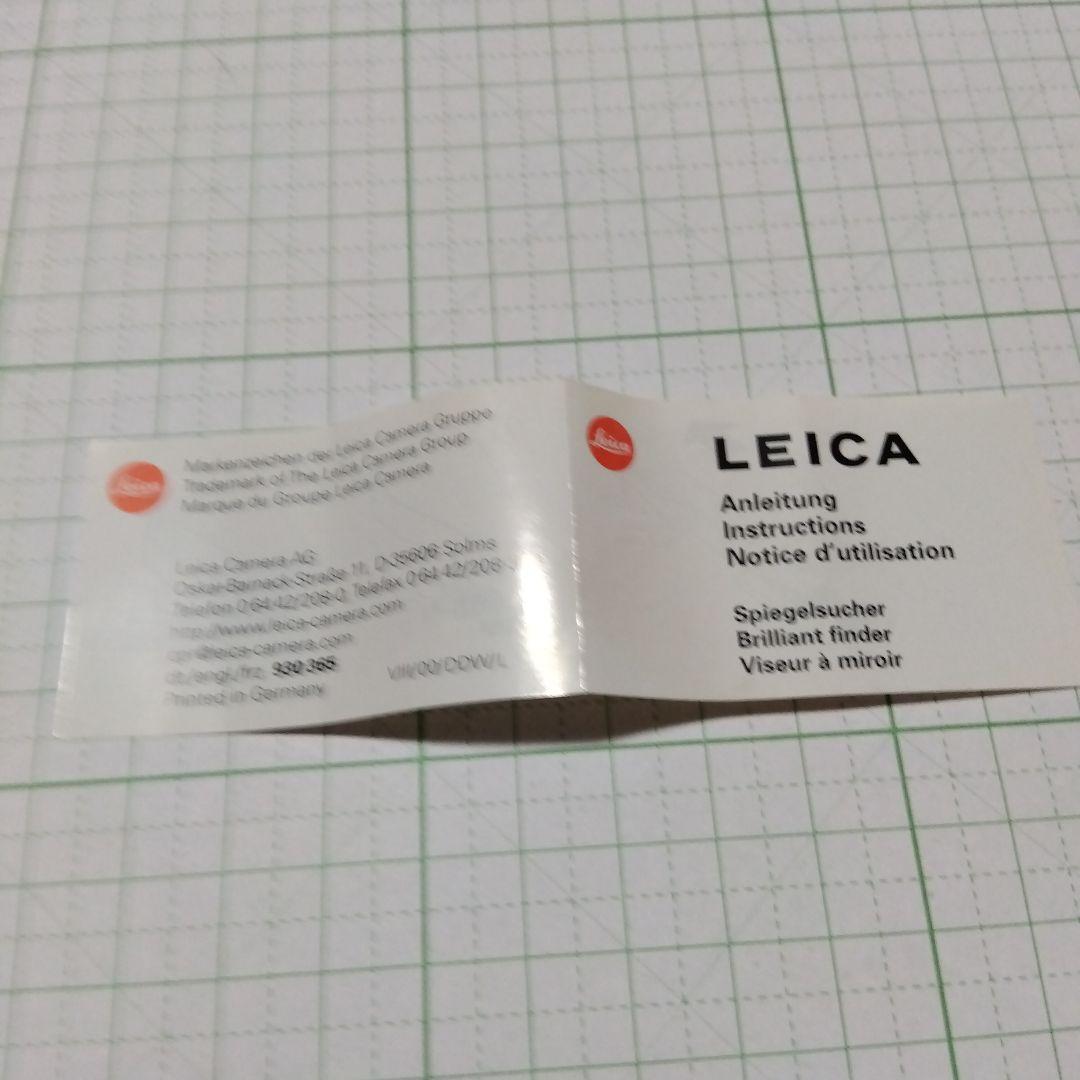 Leica
Markenzeichen der Leica Camera Gruppe
Trademark of The Leica Camera Group
Marque du Groupe Leica Camera
Leica Camera AG
Oskar-Barnack-Straße 11, D-35606 Solms
Telefon 0 64 42/208-0, Telefax 0 64 42/208-
http://www.leica-camera.com
@leica-camera.com
dt./engl./frz. 930 365 VIII/00/DDW/L
Printed in Germany
Leica
LEICA
Anleitung
Instructions
Notice d'utilisation
Spiegelsucher
Brilliant finder
Viseur à miroir